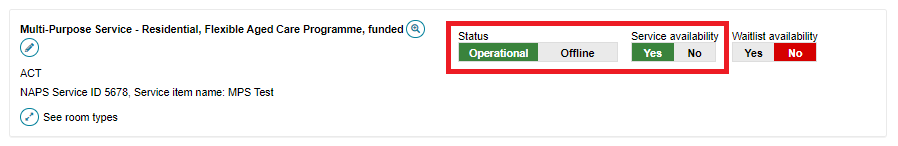 Multi-Purpose Service - Residential, Flexible Aged Care Programme, funded
Status
Operational Offline
Service availability
Yes No
Waitlist availability
Yes No
ACT
NAPS Service ID 5678, Service item name: MPS Test
See room types